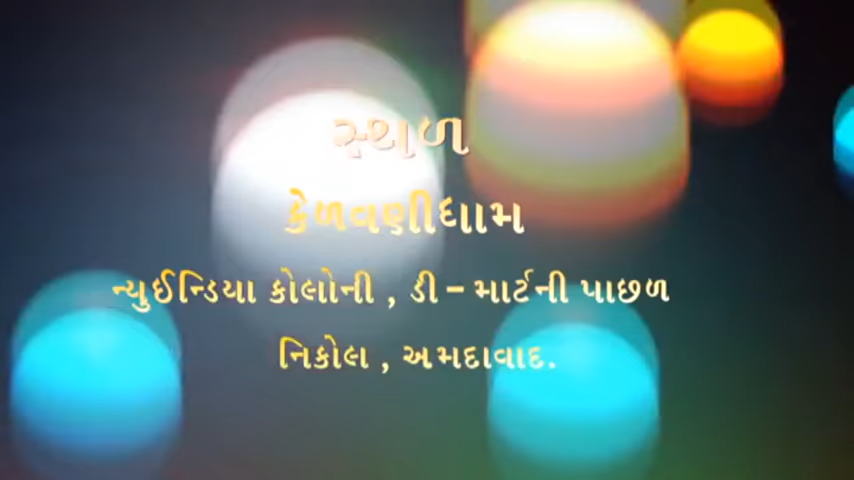 સ્થળ
કેળવણીધામ
ન્યુઈન્ડિયા કોલોની , ડી - માર્ટની પાછળ
નિકોલ , અમદાવાદ.